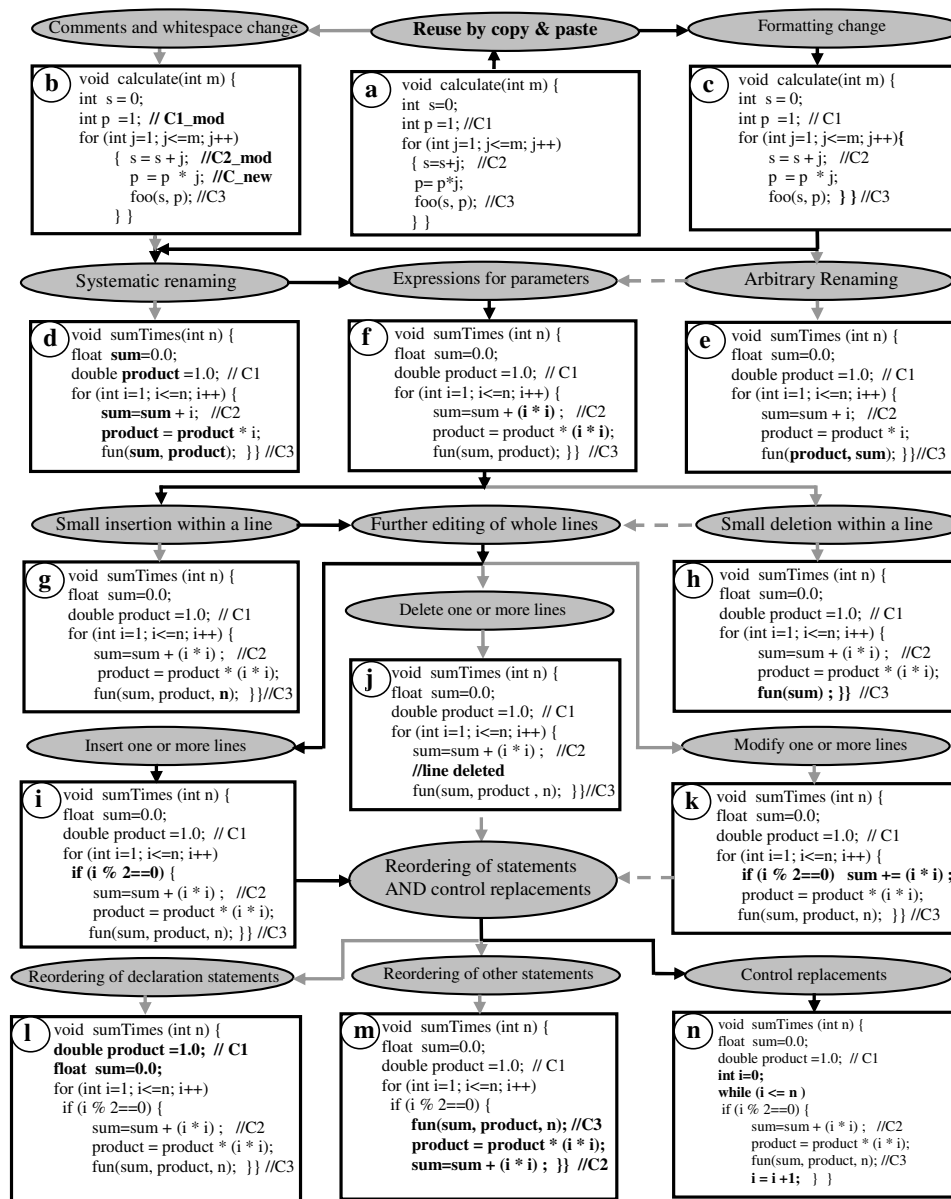 Comments and whitespace change
Reuse by copy & paste
Formatting change
b
void calculate(int m) {
int s = 0;
int p =1; // C1_mod
for (int j=1; j<=m; j++)
{ s = s + j; //C2_mod
p = p * j; //C_new
foo(s, p); //C3
} }
a
void calculate(int m) {
int s=0;
int p =1; //C1
for (int j=1; j<=m; j++)
{ s=s+j; //C2
p= p*j;
foo(s, p); //C3
} }
c
void calculate(int m) {
int s = 0;
int p =1; // C1
for (int j=1; j<=m; j++){
s = s + j; //C2
p = p * j;
foo(s, p); } } //C3
Systematic renaming
Expressions for parameters
Arbitrary Renaming
d
void sumTimes(int n) {
float sum=0.0;
double product =1.0; // C1
for (int i=1; i<=n; i++) {
sum=sum + i; //C2
product = product * i;
fun(sum, product); }} //C3
f
void sumTimes (int n) {
float sum=0.0;
double product =1.0; // C1
for (int i=1; i<=n; i++) {
sum=sum + (i * i) ; //C2
product = product * (i * i);
fun(sum, product); }} //C3
e
void sumTimes(int n) {
float sum=0.0;
double product =1.0; // C1
for (int i=1; i<=n; i++) {
sum=sum + i; //C2
product = product * i;
fun(product, sum); }}//C3
Small insertion within a line
Further editing of whole lines
Small deletion within a line
g
void sumTimes (int n) {
float sum=0.0;
double product =1.0; // C1
for (int i=1; i<=n; i++) {
sum=sum + (i * i) ; //C2
product = product * (i * i);
fun(sum, product, n); }}//C3
Delete one or more lines
h
void sumTimes (int n) {
float sum=0.0;
double product =1.0; // C1
for (int i=1; i<=n; i++) {
sum=sum + (i * i) ; //C2
product = product * (i * i);
fun(sum) ; }} //C3
j
void sumTimes (int n) {
float sum=0.0;
double product =1.0; // C1
for (int i=1; i<=n; i++) {
sum=sum + (i * i) ; //C2
//line deleted
fun(sum, product , n); }}//C3
Insert one or more lines
Modify one or more lines
i
void sumTimes (int n) {
float sum=0.0;
double product =1.0; // C1
for (int i=1; i<=n; i++)
if (i % 2==0) {
sum=sum + (i * i) ; //C2
product = product * (i * i);
fun(sum, product, n); }} //C3
Reordering of statements
AND control replacements
k
void sumTimes (int n) {
float sum=0.0;
double product =1.0; // C1
for (int i=1; i<=n; i++) {
if (i % 2==0) sum += (i * i) ;
product = product * (i * i);
fun(sum, product, n); }} //C3
Reordering of declaration statements
Reordering of other statements
Control replacements
l
void sumTimes (int n) {
double product =1.0; // C1
float sum=0.0;
for (int i=1; i<=n; i++)
if (i % 2==0) {
sum=sum + (i * i) ; //C2
product = product * (i * i);
fun(sum, product, n); }} //C3
m
void sumTimes (int n) {
float sum=0.0;
double product =1.0; // C1
for (int i=1; i<=n; i++)
if (i % 2==0) {
fun(sum, product, n); //C3
product = product * (i * i);
sum=sum + (i * i) ; }} //C2
n
void sumTimes (int n) {
float sum=0.0;
double product =1.0; // C1
int i=0;
while (i <= n )
if (i % 2==0) {
sum=sum + (i * i) ; //C2
product = product * (i * i);
fun(sum, product, n); //C3
i = i +1; } }